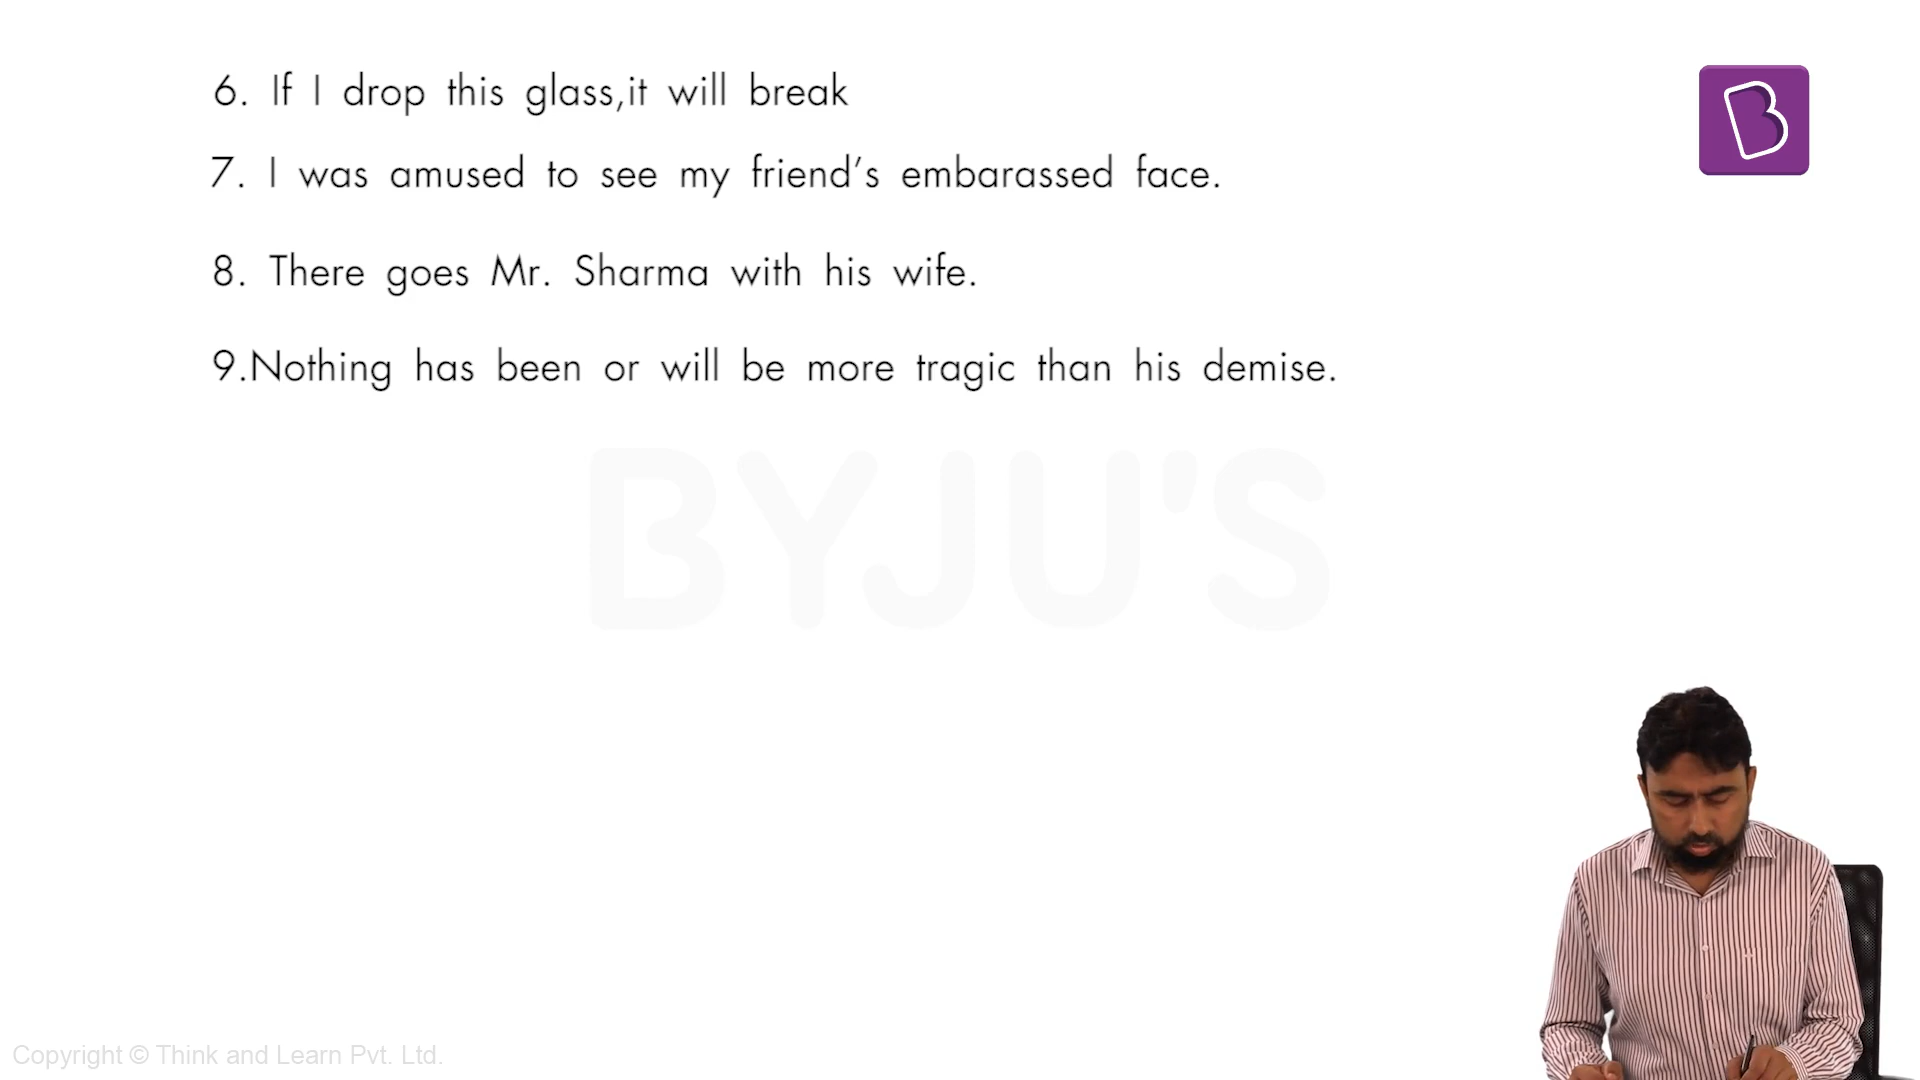 6. If I drop this glass,it will break
7. I was amused to see my friend’s embarassed face.
8. There goes Mr. Sharma with his wife.
9.Nothing has been or will be more tragic than his demise.
BYJU'S
Copyright © Think and Learn Pvt. Ltd.